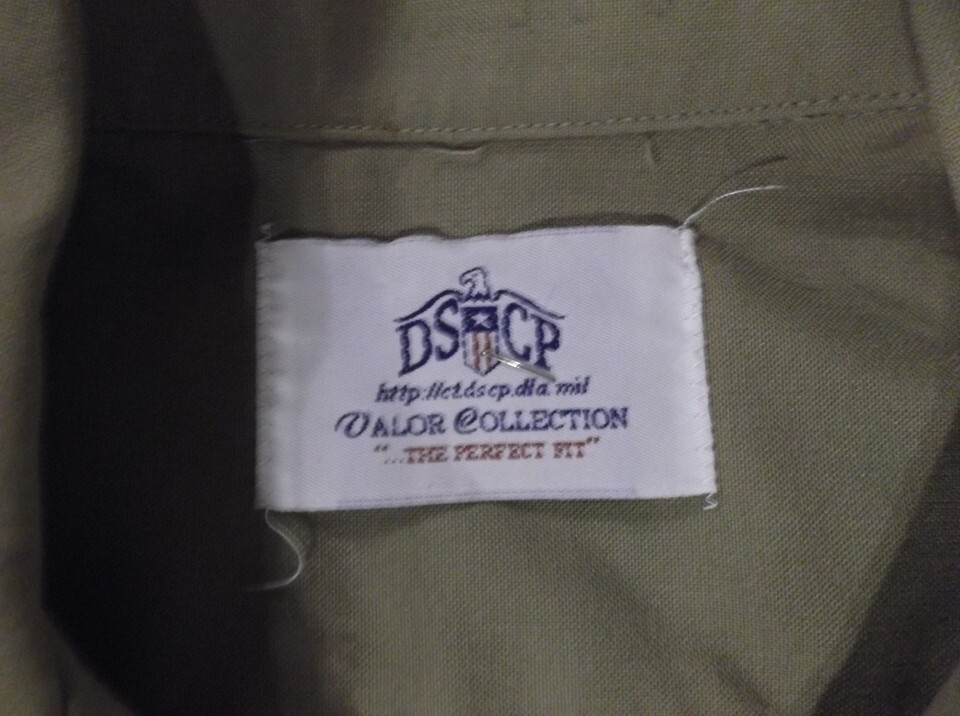 DSCP
http://ct.dscp.dla.mil
VALOR COLLECTION
"...THE PERFECT FIT"